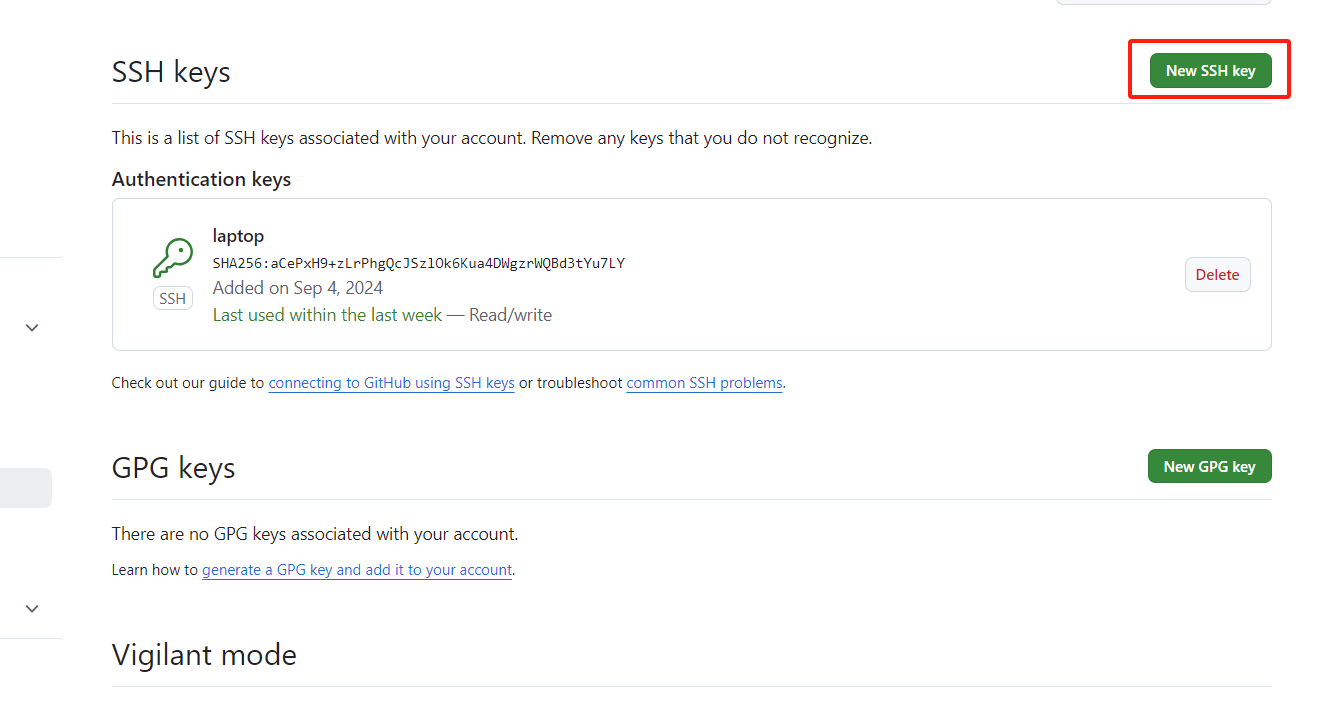 SSH keys
New SSH key
This is a list of SSH keys associated with your account. Remove any keys that you do not recognize.
Authentication keys
laptop
SHA256:aCePxH9+zLrPhgQcJSzlOk6Kua4DWgzrWQBd3tYu7LY
Added on Sep 4, 2024
Last used within the last week — Read/write
SSH
Delete
Check out our guide to connecting to GitHub using SSH keys or troubleshoot common SSH problems.
GPG keys
New GPG key
There are no GPG keys associated with your account.
Learn how to generate a GPG key and add it to your account.
Vigilant mode